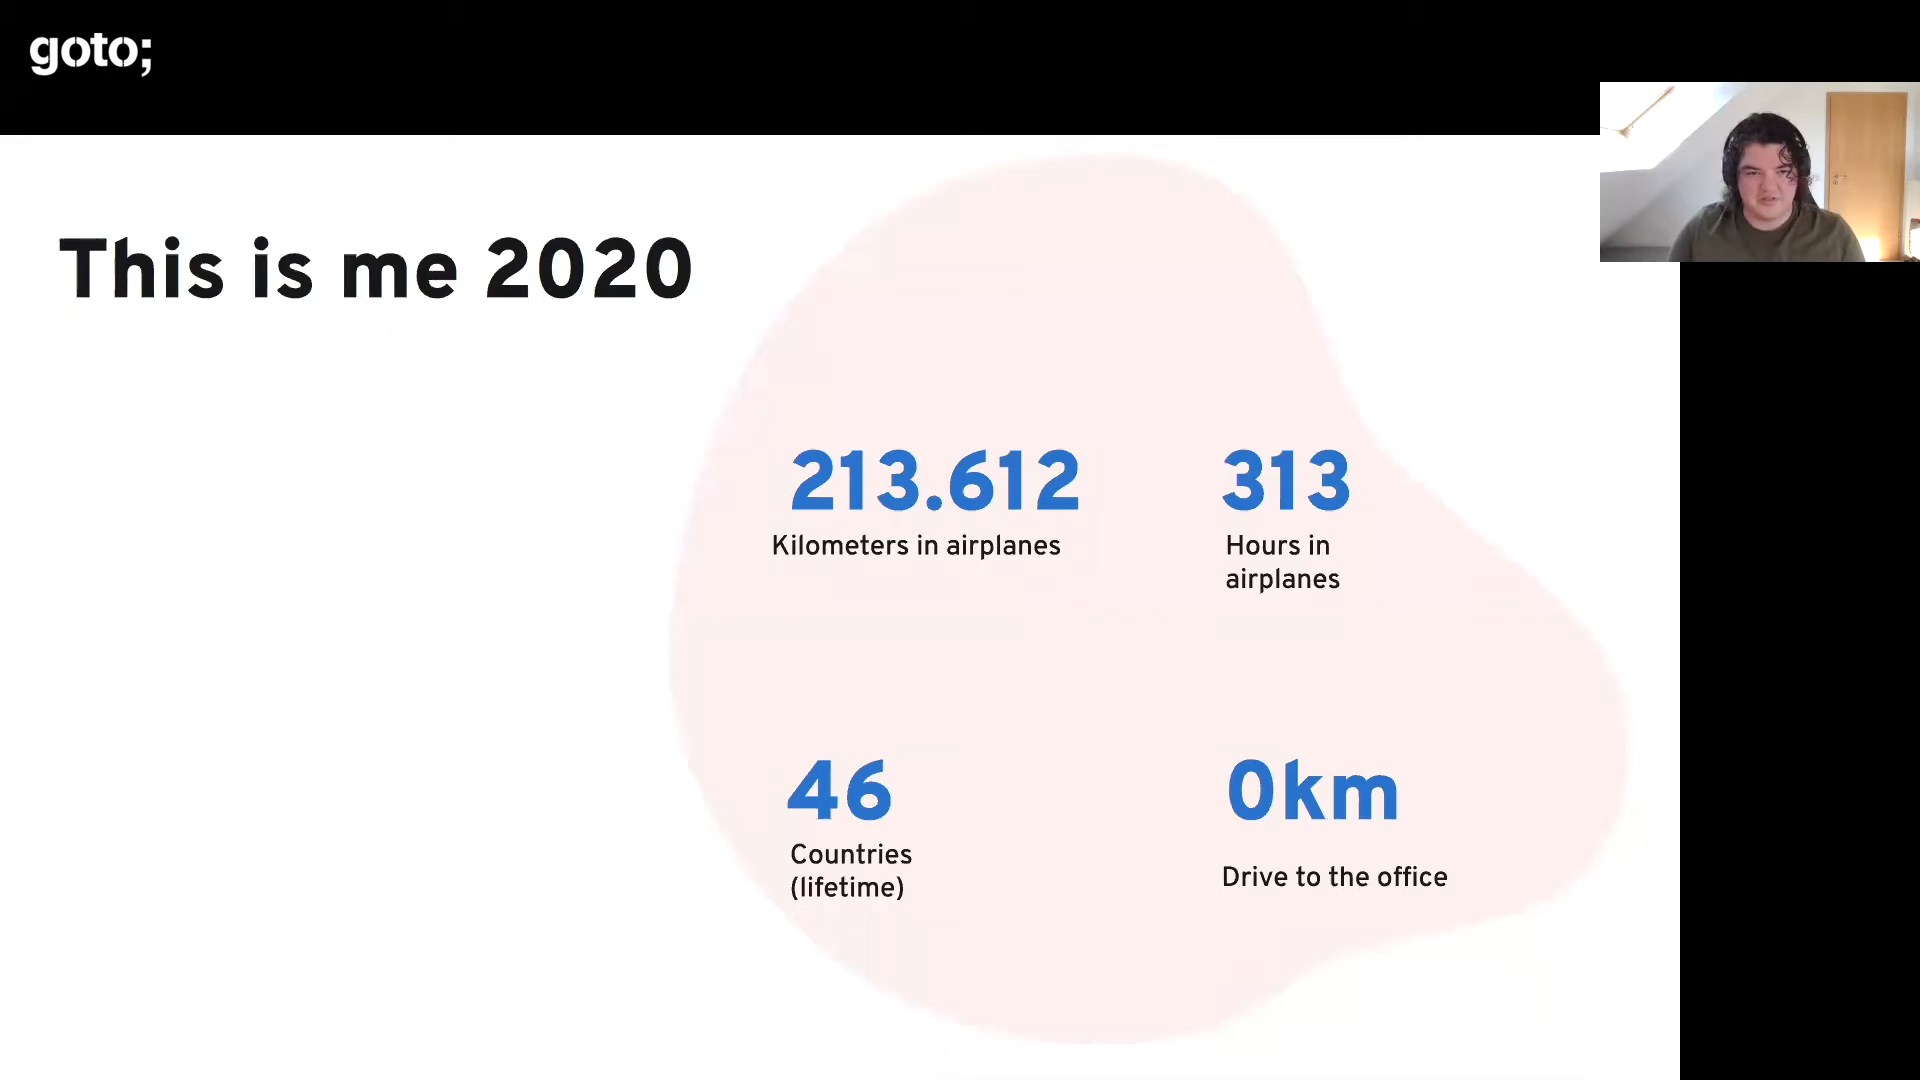 goto;
This is me 2020
213.612
Kilometers in airplanes
313
Hours in
airplanes
46
Countries
(lifetime)
0km
Drive to the office